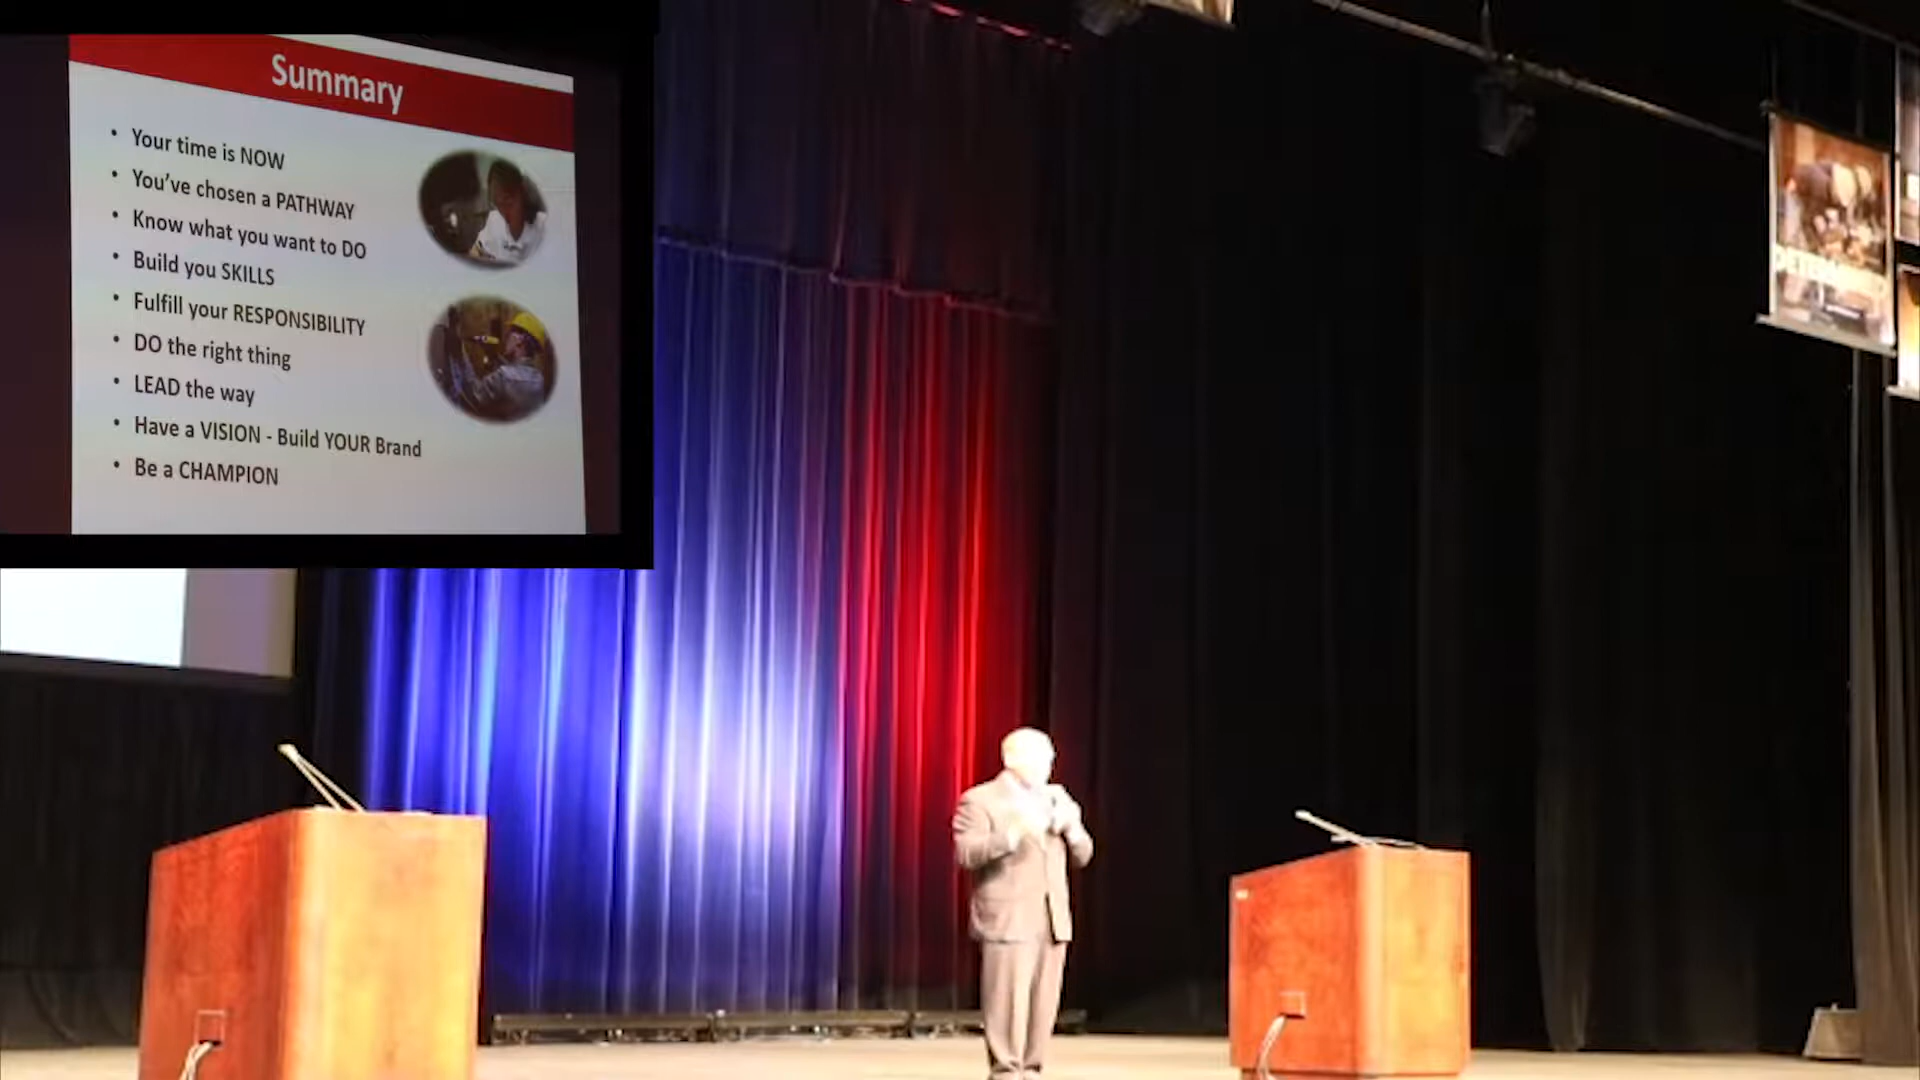 Summary
• Your time is NOW
• You've chosen a PATHWAY
• Know what you want to DO
• Build you SKILLS
• Fulfill your RESPONSIBILITY
• DO the right thing
• LEAD the way
• Have a VISION - Build YOUR Brand
• Be a CHAMPION